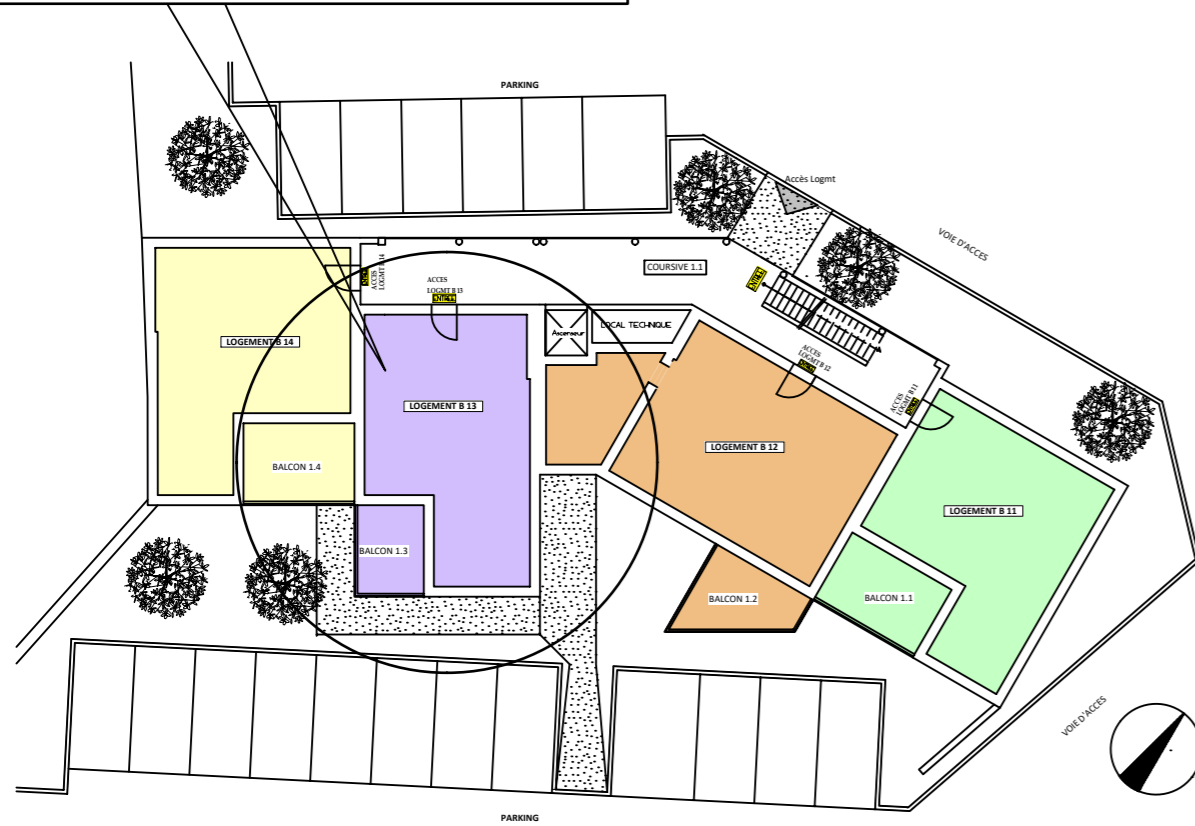 PARKING
Accès Logmt
VOIE D'ACCES
COURSIVE 1.1
ENTREE
ACCES
LOGMT B 14
ACCES
LOGMT B 13
ENTREE
Ascenseur
LOCAL TECHNIQUE
LOGEMENT B 14
ACCES
LOGMT B 12
ACCES
LOGMT B 11
LOGEMENT B 13
LOGEMENT B 12
BALCON 1.4
LOGEMENT B 11
BALCON 1.3
BALCON 1.2
BALCON 1.1
VOIE D'ACCES
PARKING